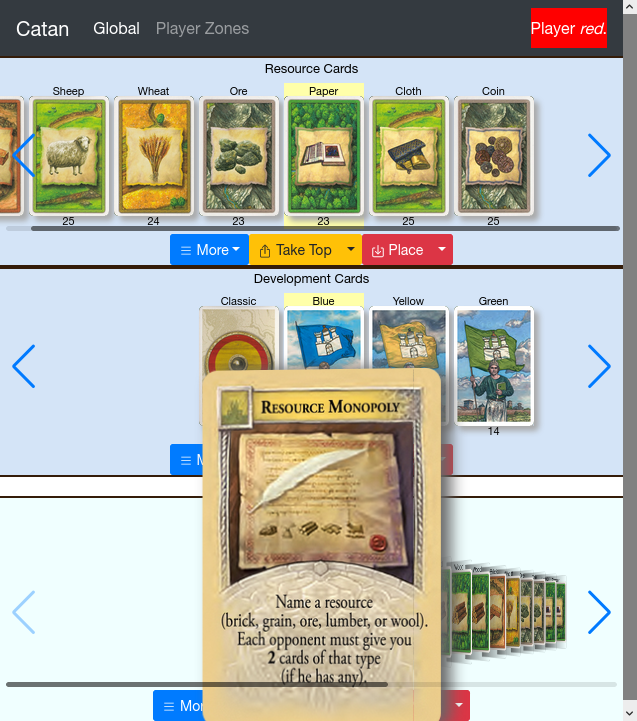 Catan Global Player Zones Player red.
Resource Cards
Sheep Wheat Ore Paper Cloth Coin
25 24 23 23 25 25
More Take Top Place
Development Cards
Classic Blue Yellow Green
14
RESOURCE MONOPOLY
Name a resource
(brick, grain, ore, lumber, or wool).
Each opponent must give you
2 cards of that type
(if he has any).